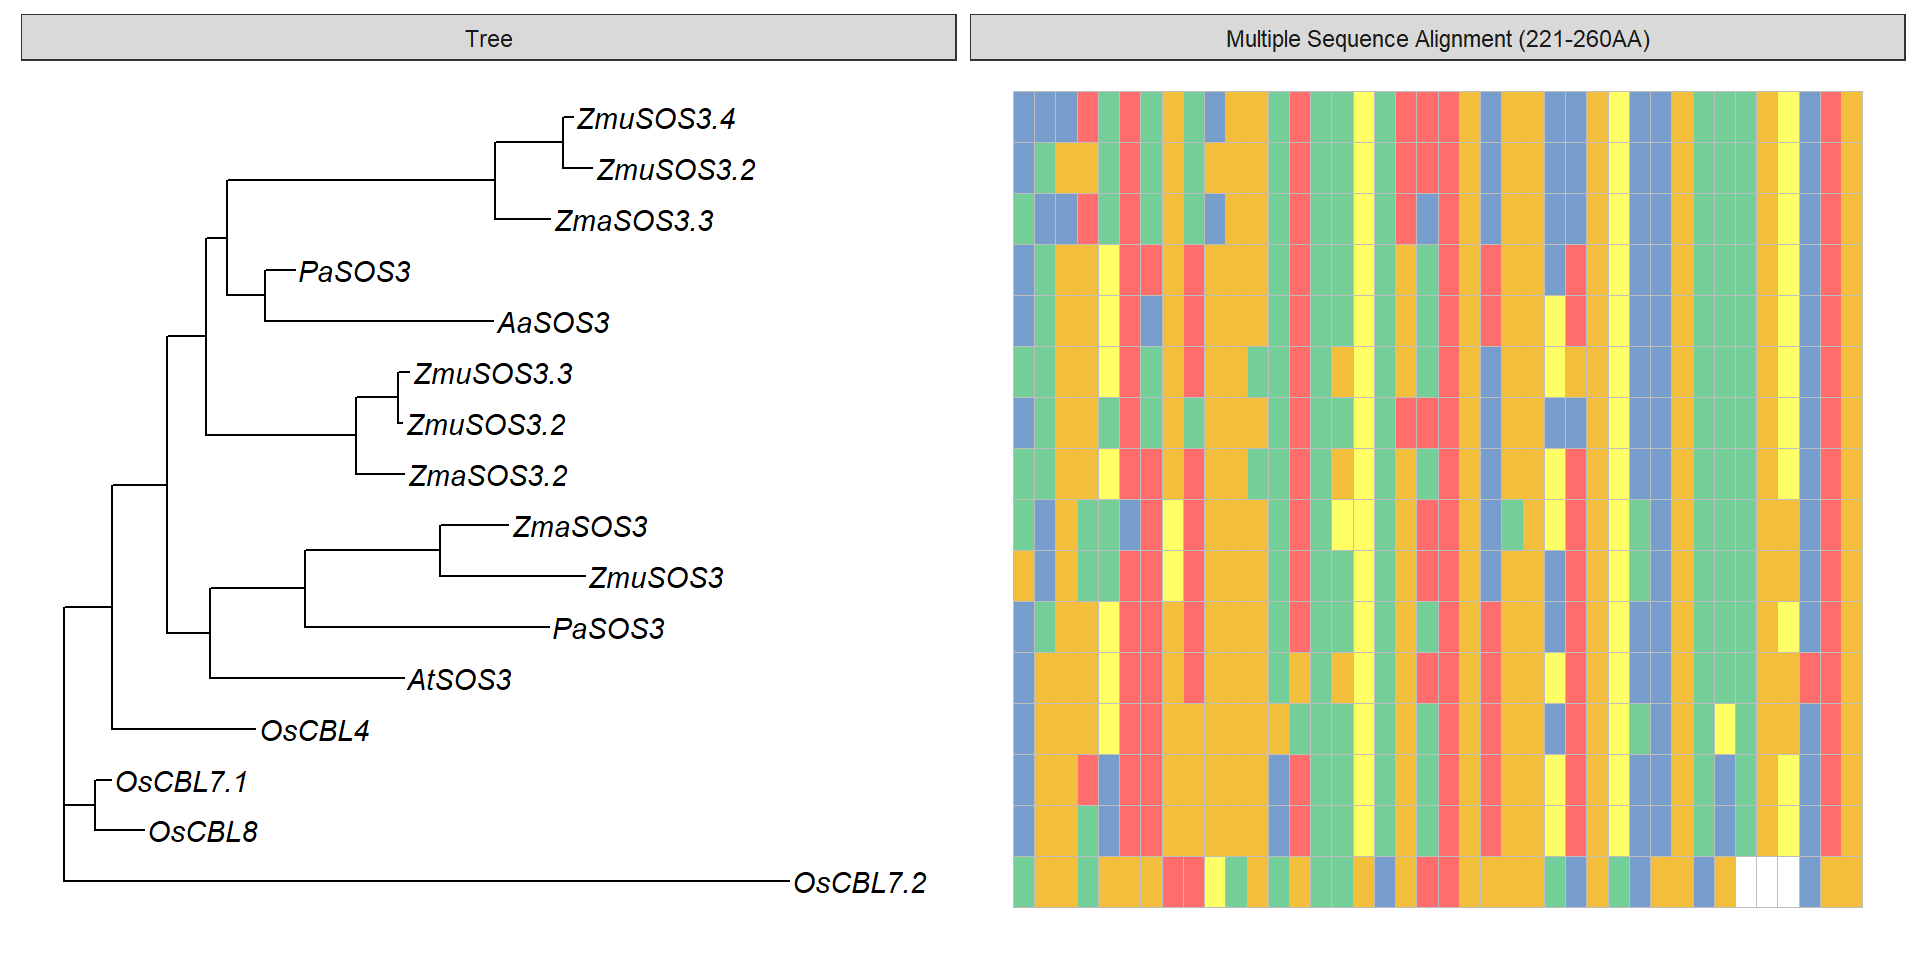 Tree
Multiple Sequence Alignment (221-260AA)
ZmuSOS3.4
ZmuSOS3.2
ZmaSOS3.3
PaSOS3
AaSOS3
ZmuSOS3.3
ZmuSOS3.2
ZmaSOS3.2
ZmaSOS3
ZmuSOS3
PaSOS3
AtSOS3
OsCBL4
OsCBL7.1
OsCBL8
OsCBL7.2